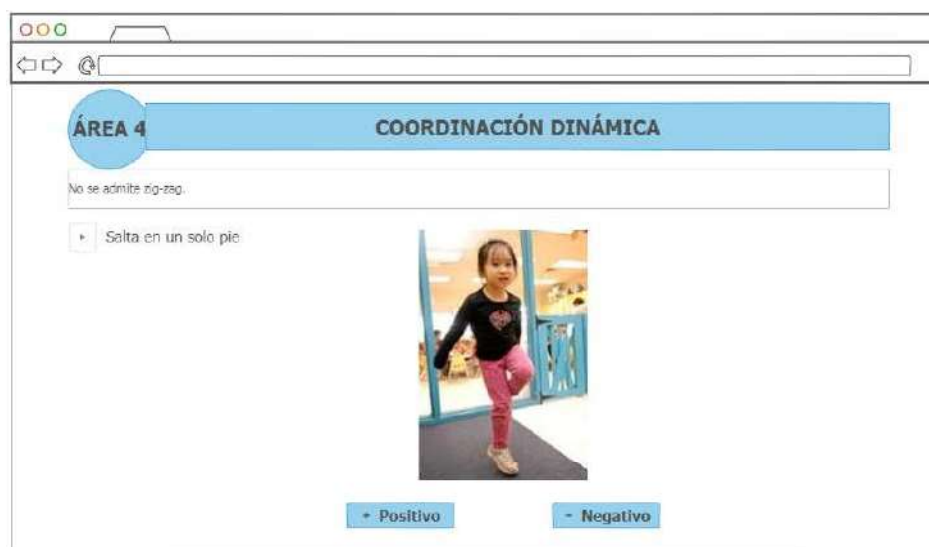 ÁREA 4
COORDINACIÓN DINÁMICA
No se admite zig-zag.
Salta en un solo pie
+ Positivo
- Negativo